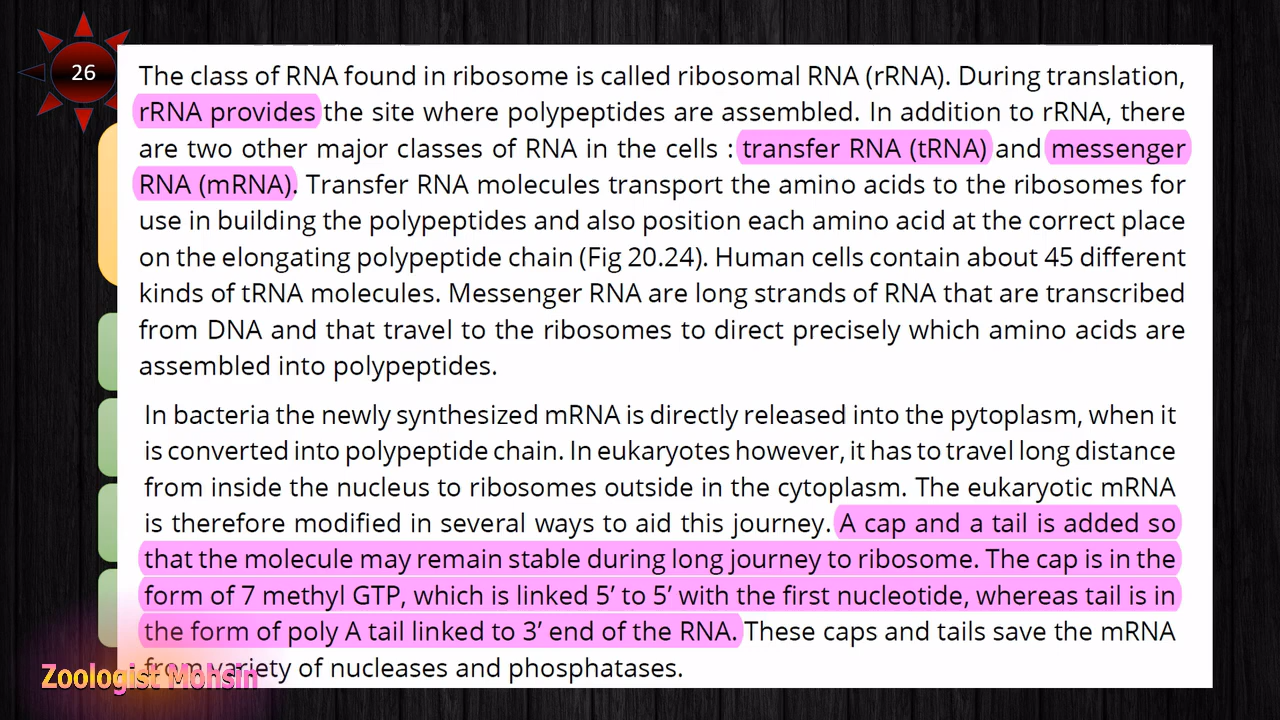 26
The class of RNA found in ribosome is called ribosomal RNA (rRNA). During translation,
rRNA provides the site where polypeptides are assembled. In addition to rRNA, there
are two other major classes of RNA in the cells : transfer RNA (tRNA) and messenger
RNA (mRNA). Transfer RNA molecules transport the amino acids to the ribosomes for
use in building the polypeptides and also position each amino acid at the correct place
on the elongating polypeptide chain (Fig 20.24). Human cells contain about 45 different
kinds of tRNA molecules. Messenger RNA are long strands of RNA that are transcribed
from DNA and that travel to the ribosomes to direct precisely which amino acids are
assembled into polypeptides.
In bacteria the newly synthesized mRNA is directly released into the pytoplasm, when it
is converted into polypeptide chain. In eukaryotes however, it has to travel long distance
from inside the nucleus to ribosomes outside in the cytoplasm. The eukaryotic mRNA
is therefore modified in several ways to aid this journey. A cap and a tail is added so
that the molecule may remain stable during long journey to ribosome. The cap is in the
form of 7 methyl GTP, which is linked 5’ to 5’ with the first nucleotide, whereas tail is in
the form of poly A tail linked to 3’ end of the RNA. These caps and tails save the mRNA
from variety of nucleases and phosphatases.
Zoologist Mohsin